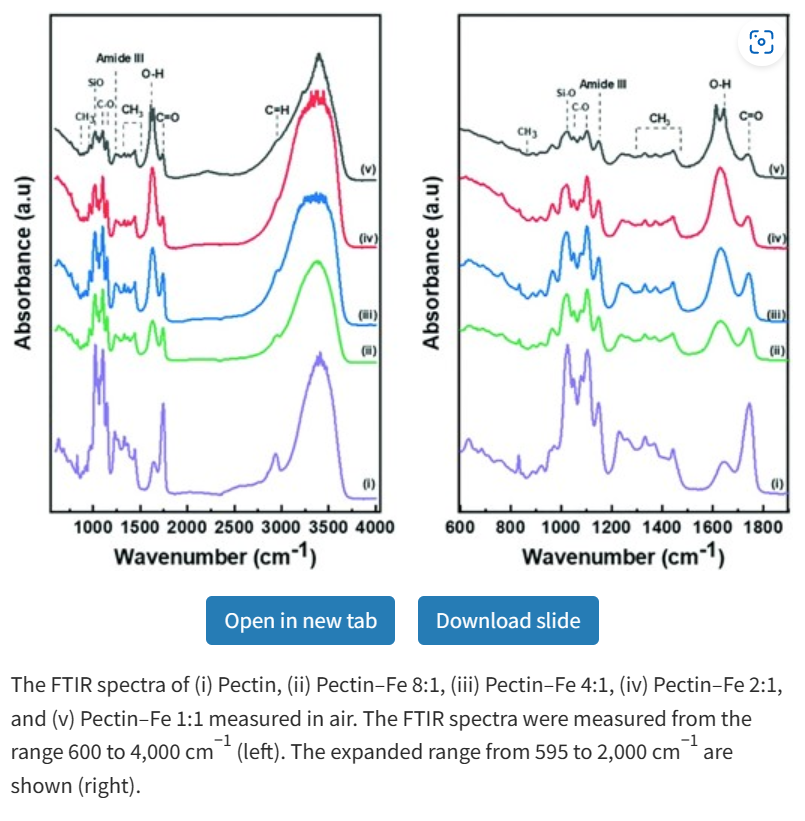 Amide III
O-H
SiO
C-O
CH3
CH3
C=O
C=H
(v)
(iv)
(iii)
(ii)
(i)
Absorbance (a.u)
1000 1500 2000 2500 3000 3500 4000
Wavenumber (cm-1)
Amide III
O-H
Si-O
C-O
CH3
CH3
C=O
(v)
(iv)
(iii)
(ii)
(i)
Absorbance (a.u)
600 800 1000 1200 1400 1600 1800
Wavenumber (cm-1)
Open in new tab
Download slide
The FTIR spectra of (i) Pectin, (ii) Pectin–Fe 8:1, (iii) Pectin–Fe 4:1, (iv) Pectin–Fe 2:1,
and (v) Pectin–Fe 1:1 measured in air. The FTIR spectra were measured from the
range 600 to 4,000 cm−1 (left). The expanded range from 595 to 2,000 cm−1 are
shown (right).